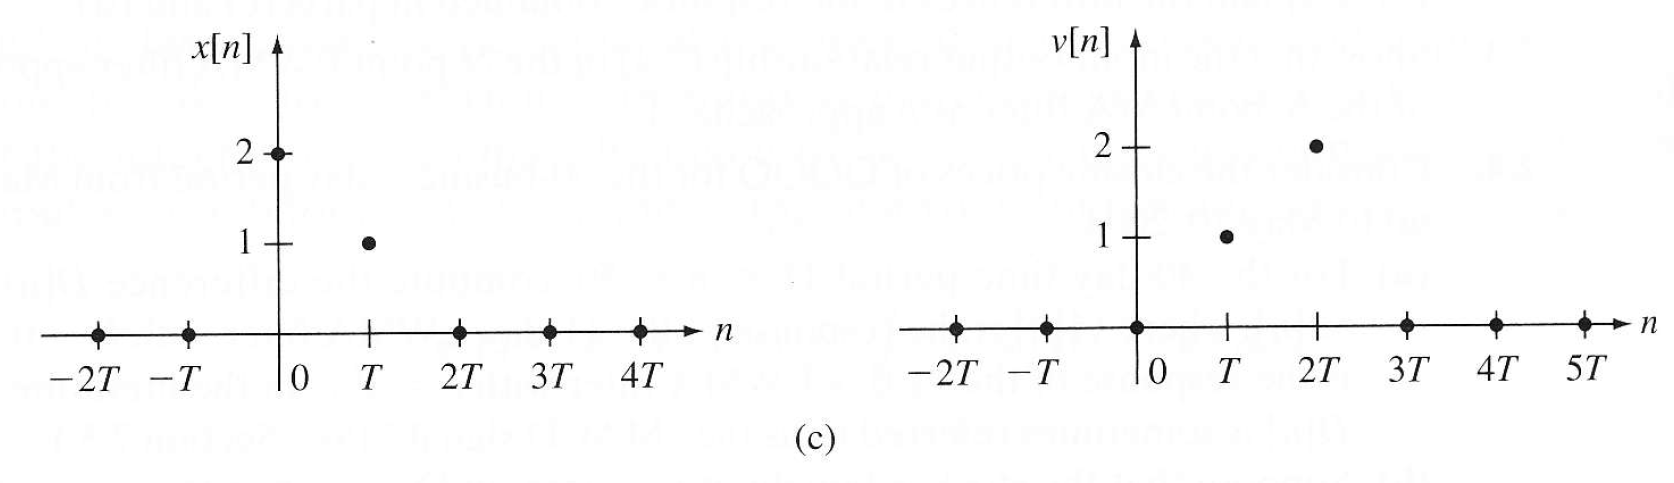 x[n]
2
1
−2T −T 0 T 2T 3T 4T n
v[n]
2
1
−2T −T 0 T 2T 3T 4T 5T n
(c)